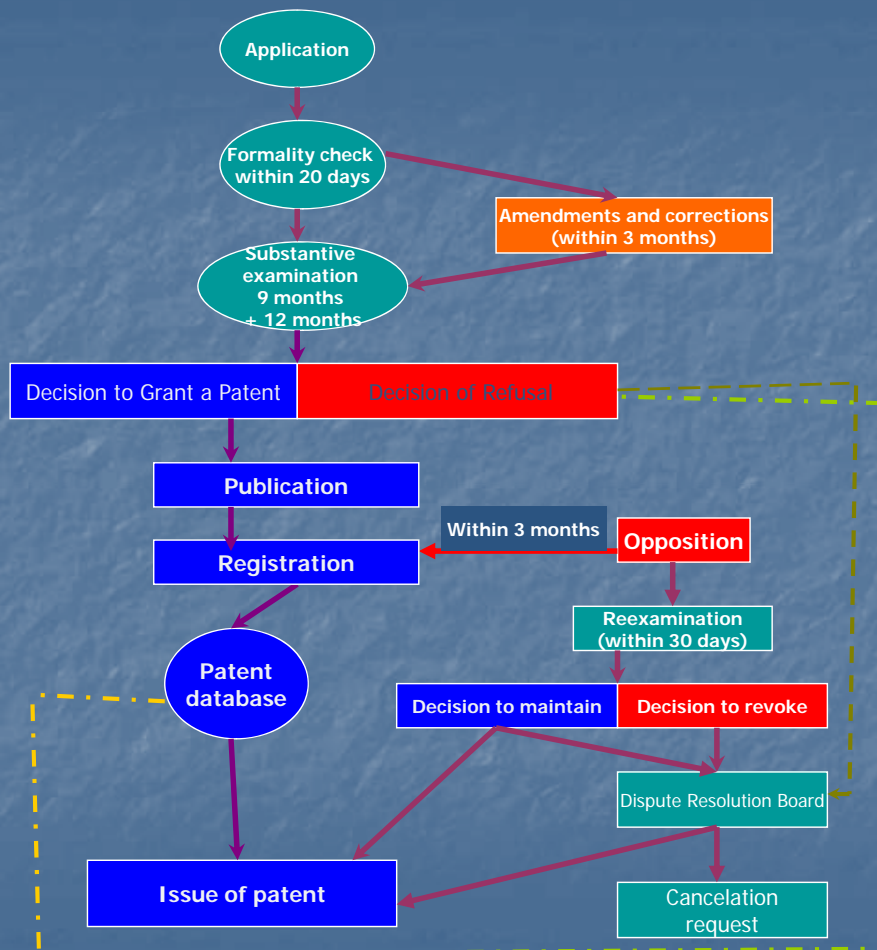 Application
Formality check
within 20 days
Amendments and corrections
(within 3 months)
Substantive
examination
9 months
+ 12 months
Decision to Grant a Patent
Decision of Refusal
Publication
Within 3 months
Opposition
Registration
Reexamination
(within 30 days)
Patent
database
Decision to maintain
Decision to revoke
Dispute Resolution Board
Issue of patent
Cancelation
request